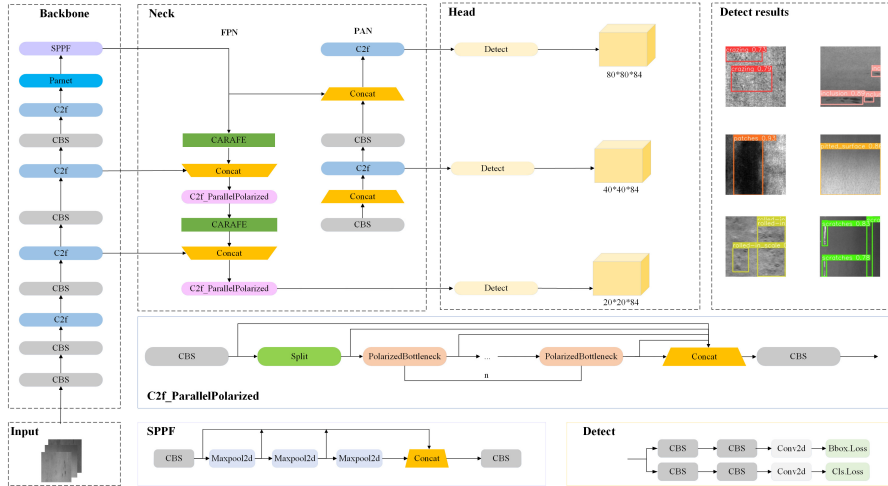 Backbone
SPPF
Parnet
C2f
CBS
C2f
CBS
C2f
CBS
C2f
CBS
CBS
Input
Neck
FPN
PAN
CARAFE
Concat
C2f_ParallelPolarized
CARAFE
Concat
C2f_ParallelPolarized
C2f
Concat
CBS
C2f
Concat
CBS
Head
Detect
80*80*84
Detect
40*40*84
Detect
20*20*84
Detect results
patches 0.93
CBS
Split
PolarizedBottleneck
...
PolarizedBottleneck
Concat
CBS
n
C2f_ParallelPolarized
SPPF
CBS
Maxpool2d
Maxpool2d
Maxpool2d
Concat
CBS
Detect
CBS
CBS
Conv2d
Bbox.Loss
CBS
CBS
Conv2d
Cls.Loss